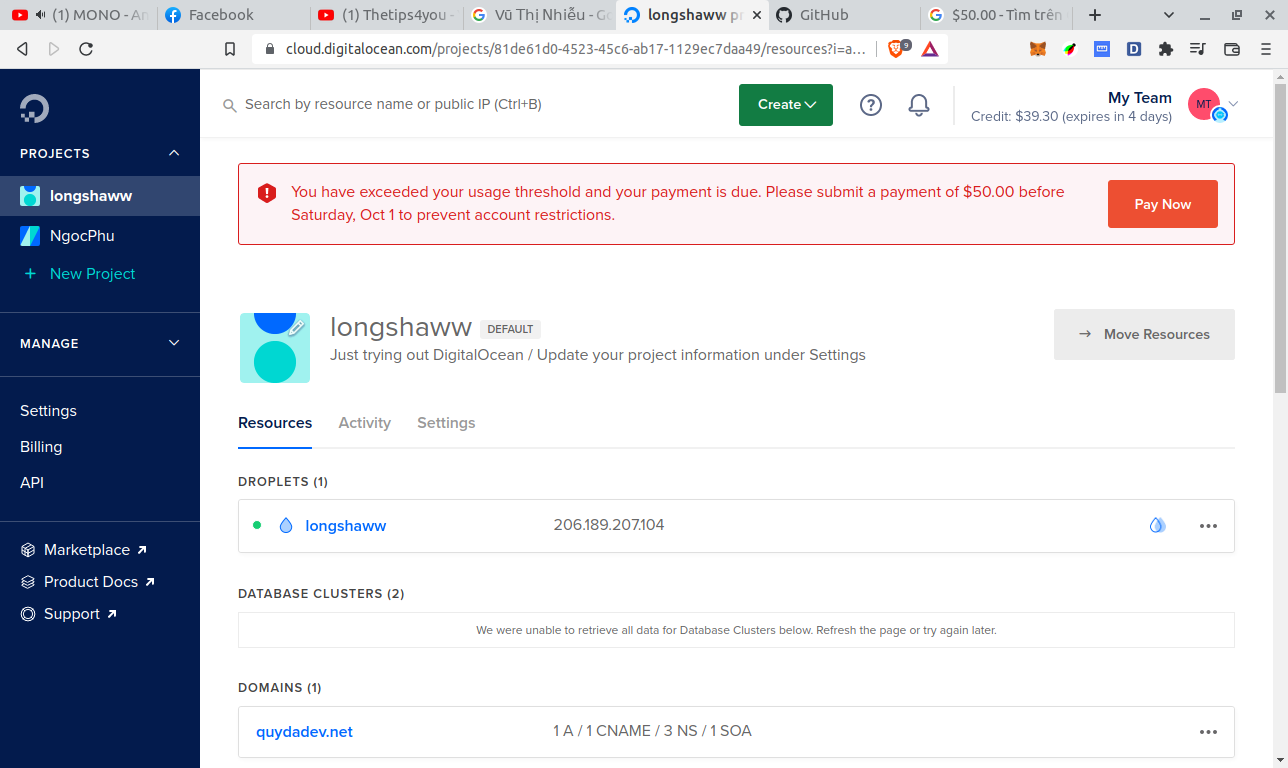 (1) MONO - An
Facebook
(1) Thetips4you -
Vũ Thị Nhiễu - Go
longshaww pr
GitHub
$50.00 - Tìm trên
cloud.digitalocean.com/projects/81de61d0-4523-45c6-ab17-1129ec7daa49/resources?i=a...
9
Search by resource name or public IP (Ctrl+B)
Create
My Team
Credit: $39.30 (expires in 4 days)
MT
PROJECTS
longshaww
NgocPhu
+ New Project
MANAGE
Settings
Billing
API
Marketplace
Product Docs
Support
You have exceeded your usage threshold and your payment is due. Please submit a payment of $50.00 before
Saturday, Oct 1 to prevent account restrictions.
Pay Now
longshaww DEFAULT
Just trying out DigitalOcean / Update your project information under Settings
→ Move Resources
Resources Activity Settings
DROPLETS (1)
longshaww 206.189.207.104
DATABASE CLUSTERS (2)
We were unable to retrieve all data for Database Clusters below. Refresh the page or try again later.
DOMAINS (1)
quydadev.net 1 A / 1 CNAME / 3 NS / 1 SOA